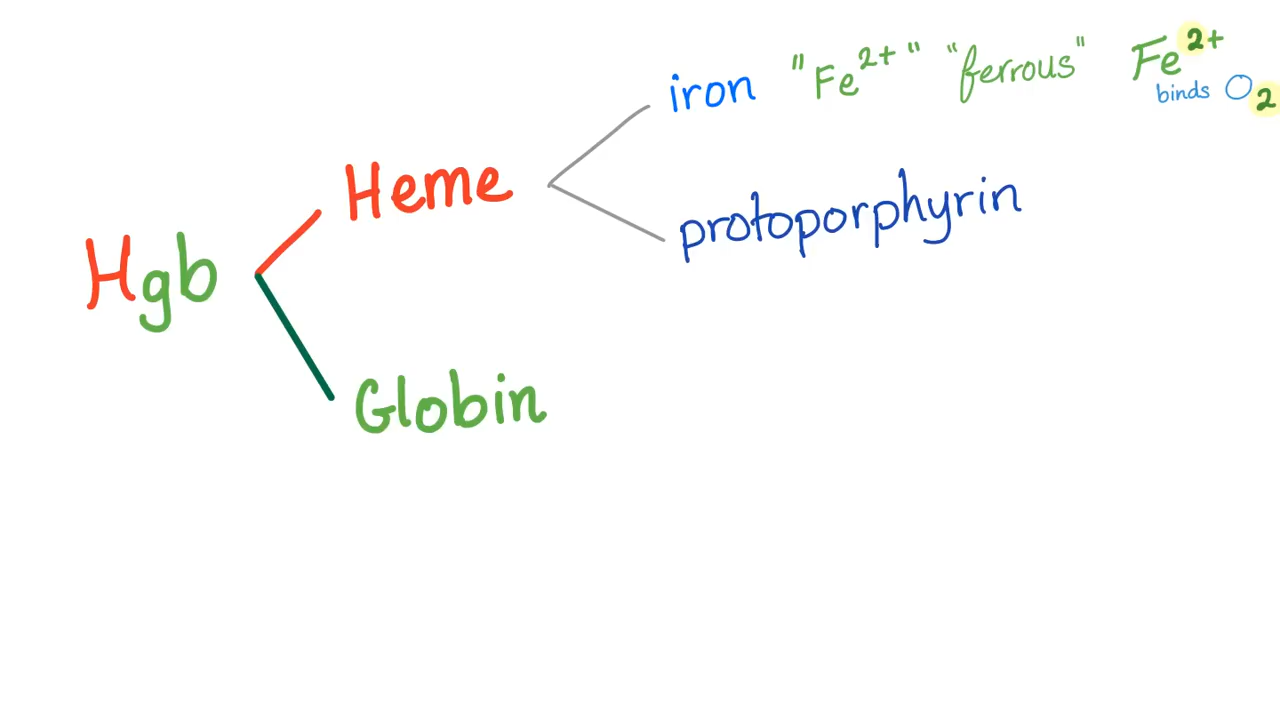 iron "Fe²⁺" "ferrous" Fe²⁺
binds O₂
Heme
protoporphyrin
Hgb
Globin